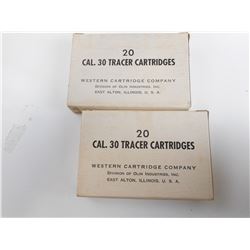 20
CAL. 30 TRACER CARTRIDGES
WESTERN CARTRIDGE COMPANY
DIVISION OF OLIN INDUSTRIES, INC.
EAST ALTON, ILLINOIS, U. S. A.
20
CAL. 30 TRACER CARTRIDGES
WESTERN CARTRIDGE COMPANY
DIVISION OF OLIN INDUSTRIES, INC.
EAST ALTON, ILLINOIS, U. S. A.